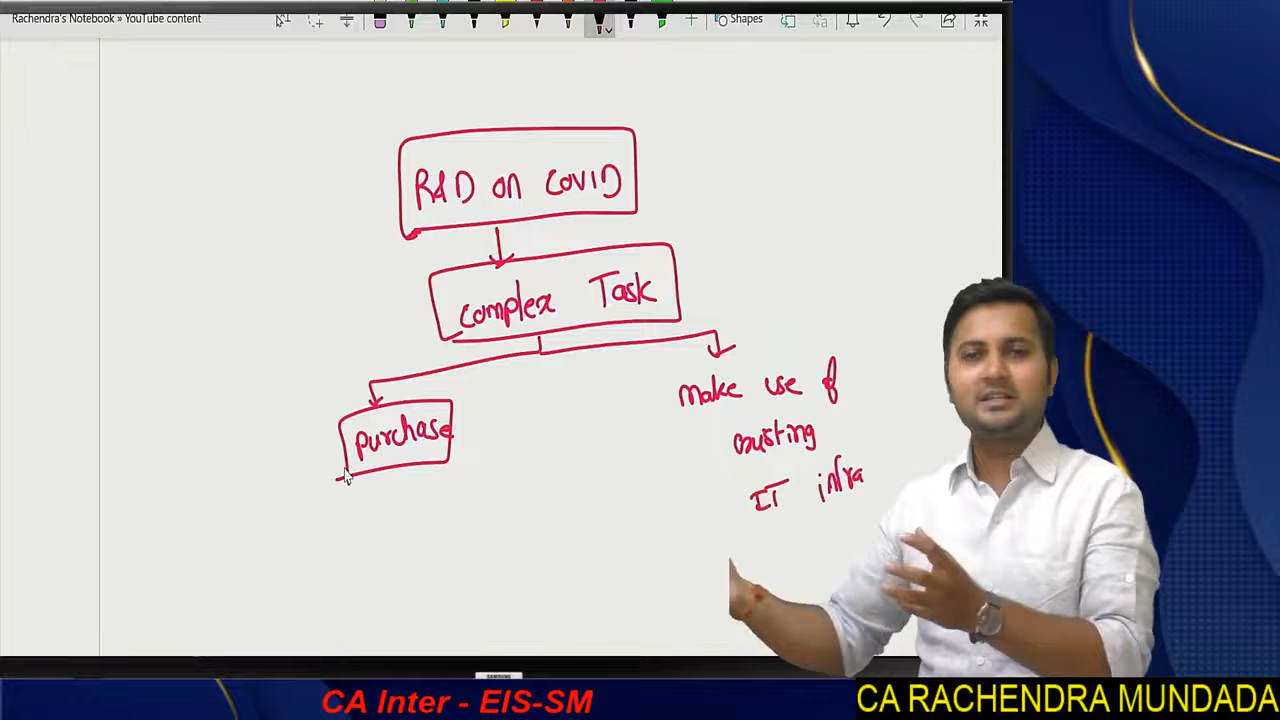 Rachendra's Notebook » YouTube content
Shapes
R&D on COVID
complex Task
purchase
Make use of
existing
IT infra
SAMSUNG
CA Inter - EIS-SM
CA RACHENDRA MUNDADA